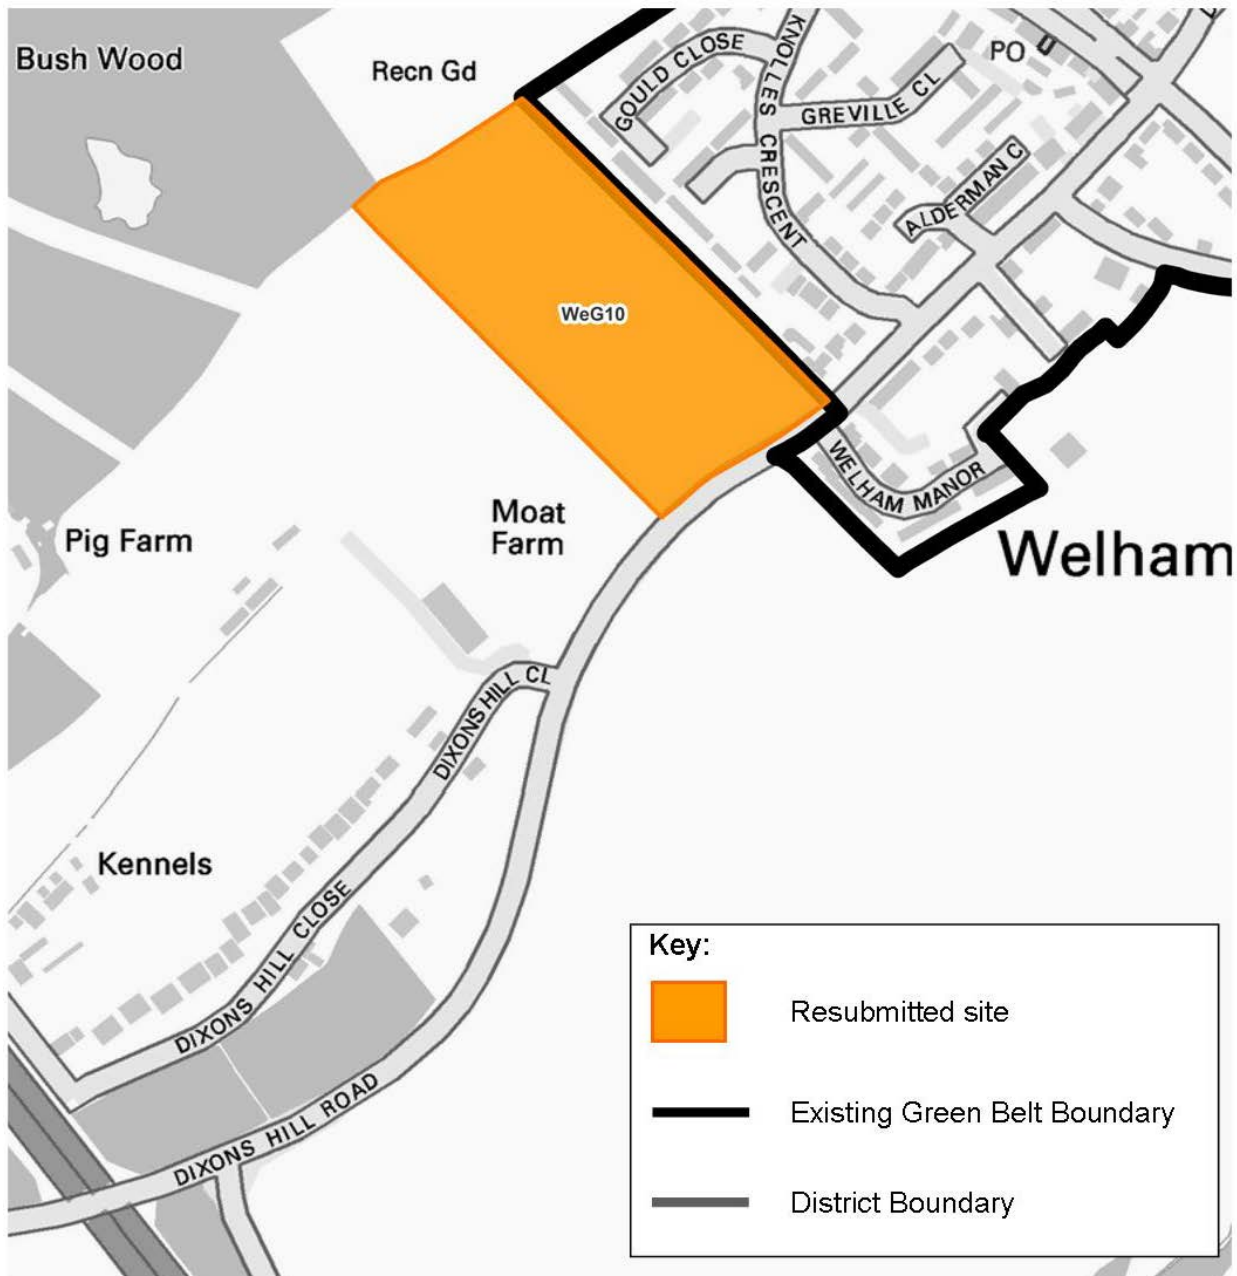 Bush Wood
Recn Gd
GOULD CLOSE
KNOLLES CRESCENT
GREVILLE CL
PO
ALDERMAN C
WeG10
WELHAM MANOR
Moat
Farm
Pig Farm
Welham
DIXONS HILL CL
Kennels
DIXONS HILL CLOSE
DIXONS HILL ROAD
Key:
Resubmitted site
Existing Green Belt Boundary
District Boundary